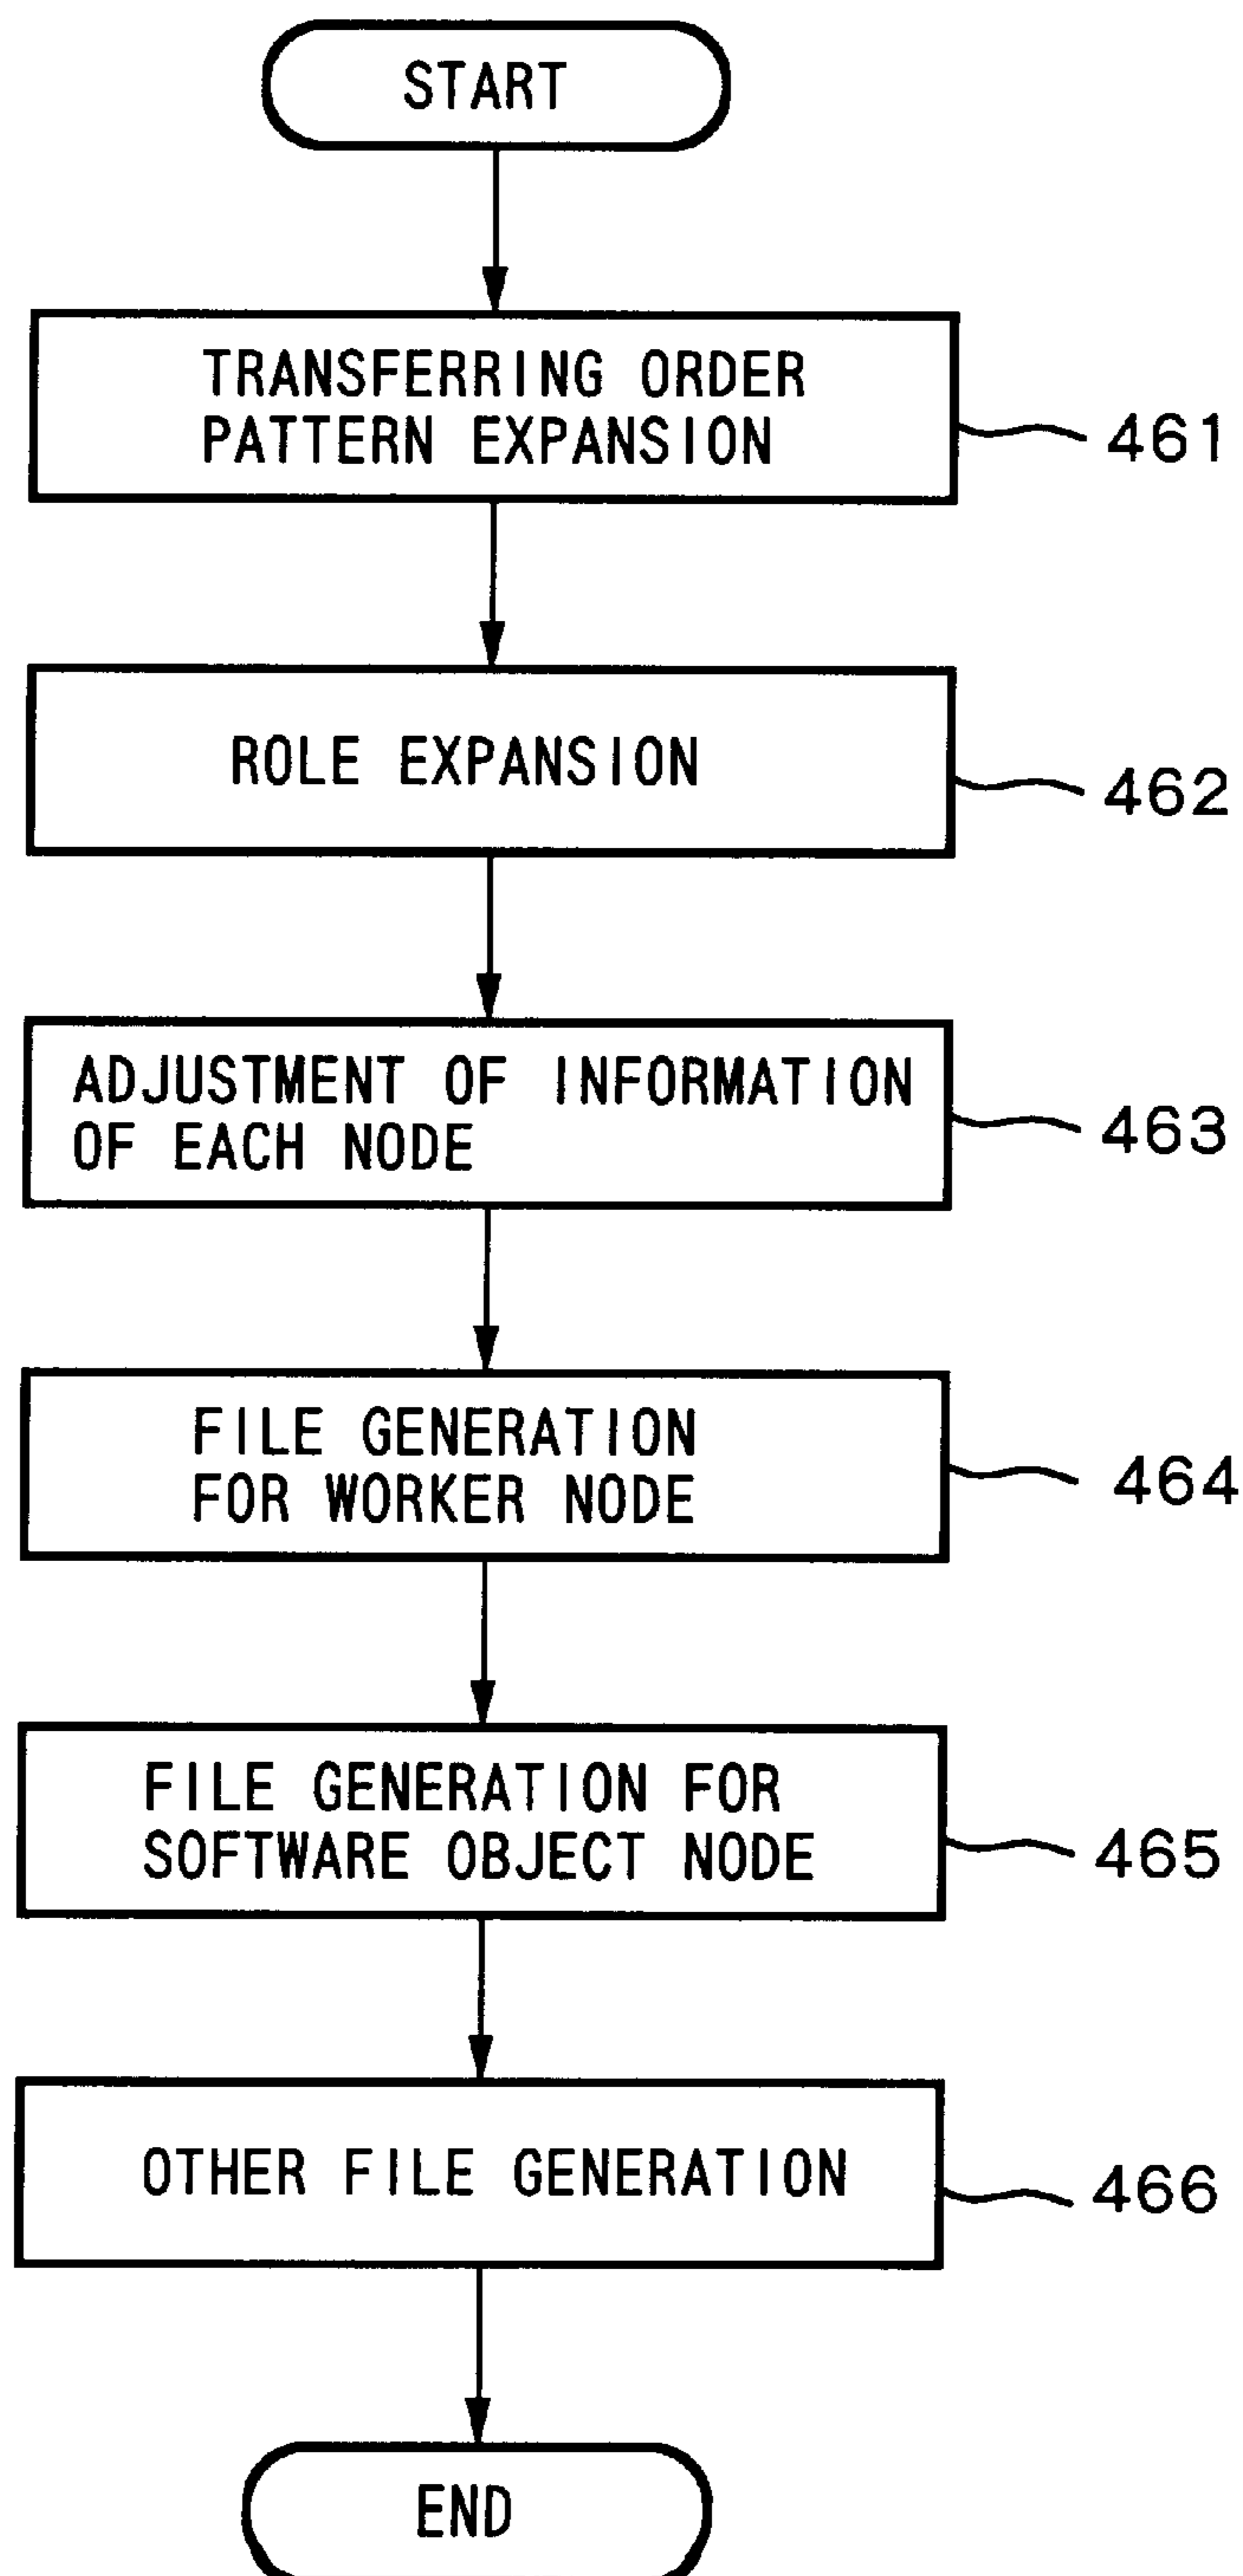 START
TRANSFERRING ORDER
PATTERN EXPANSION
461
ROLE EXPANSION
462
ADJUSTMENT OF INFORMATION
OF EACH NODE
463
FILE GENERATION
FOR WORKER NODE
464
FILE GENERATION FOR
SOFTWARE OBJECT NODE
465
OTHER FILE GENERATION
466
END